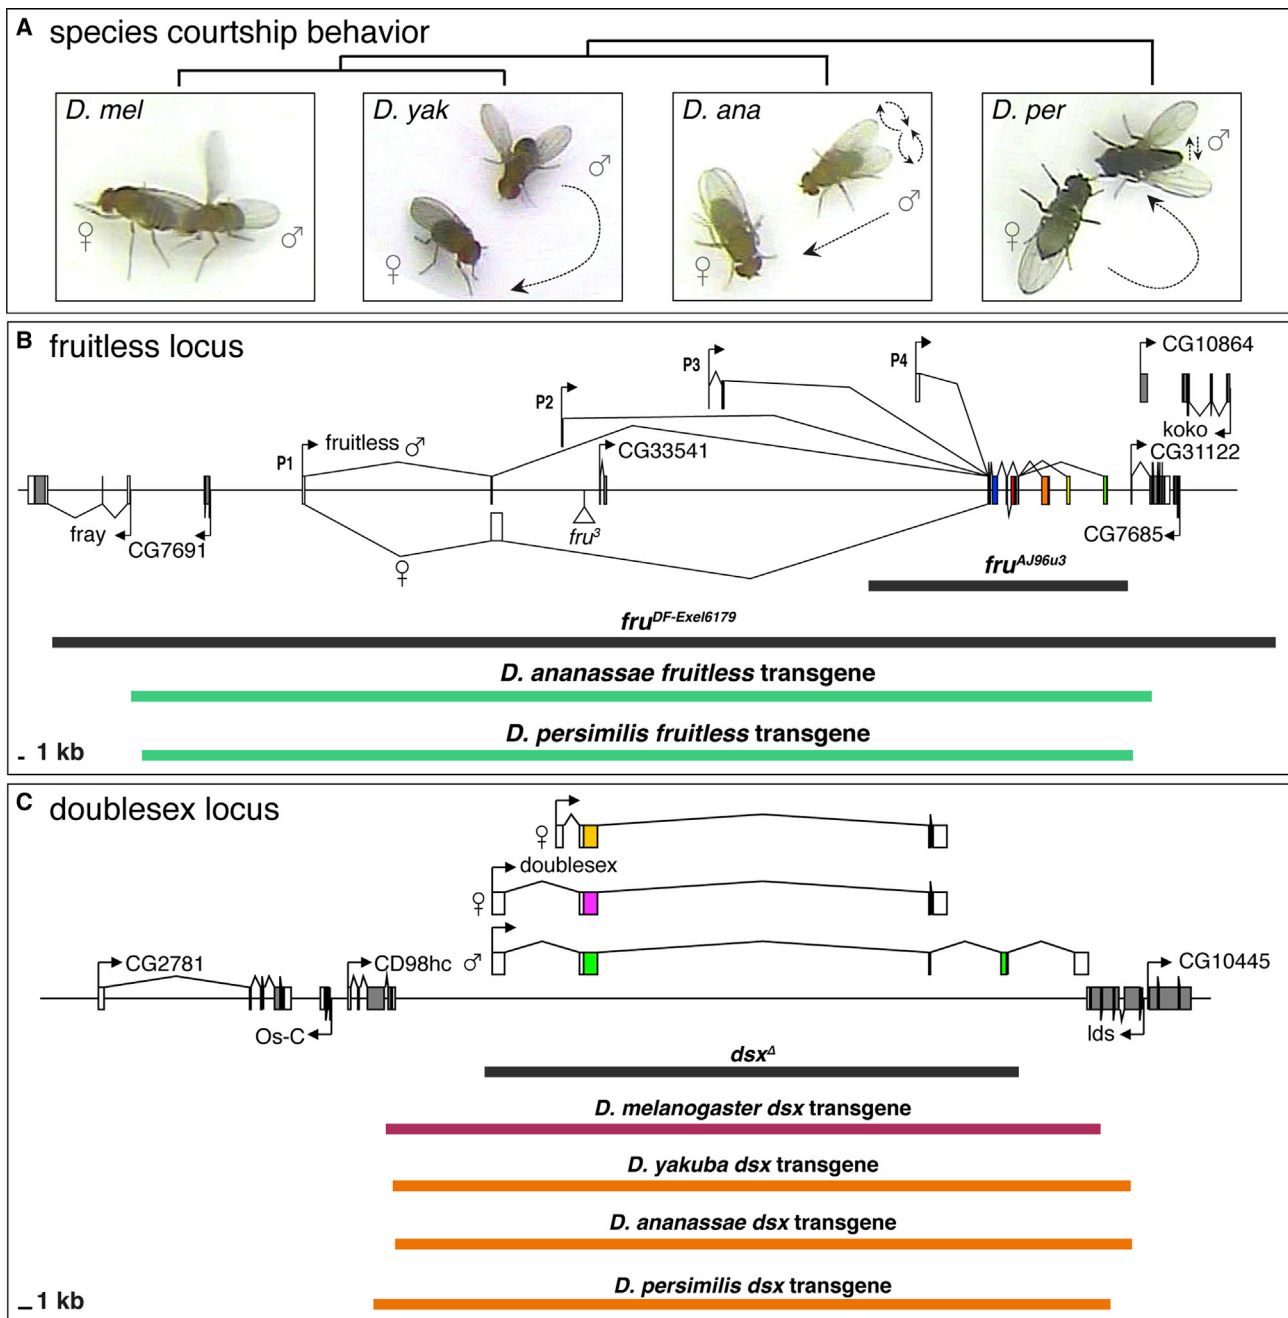 A species courtship behavior
D. mel
D. yak
D. ana
D. per
♀ ♂
♀ ♂
♀ ♂
♀ ♂
B fruitless locus
P1
fruitless ♂
P2
P3
P4
CG10864
koko
CG33541
CG31122
fray
CG7691
♀
fru3
CG7685
fruAJ96u3
fruDF-Exel6179
D. ananassae fruitless transgene
D. persimilis fruitless transgene
- 1 kb
C doublesex locus
♀
doublesex
♀
♂
CG2781
CD98hc
CG10445
Os-C
lds
dsxΔ
D. melanogaster dsx transgene
D. yakuba dsx transgene
D. ananassae dsx transgene
D. persimilis dsx transgene
1 kb